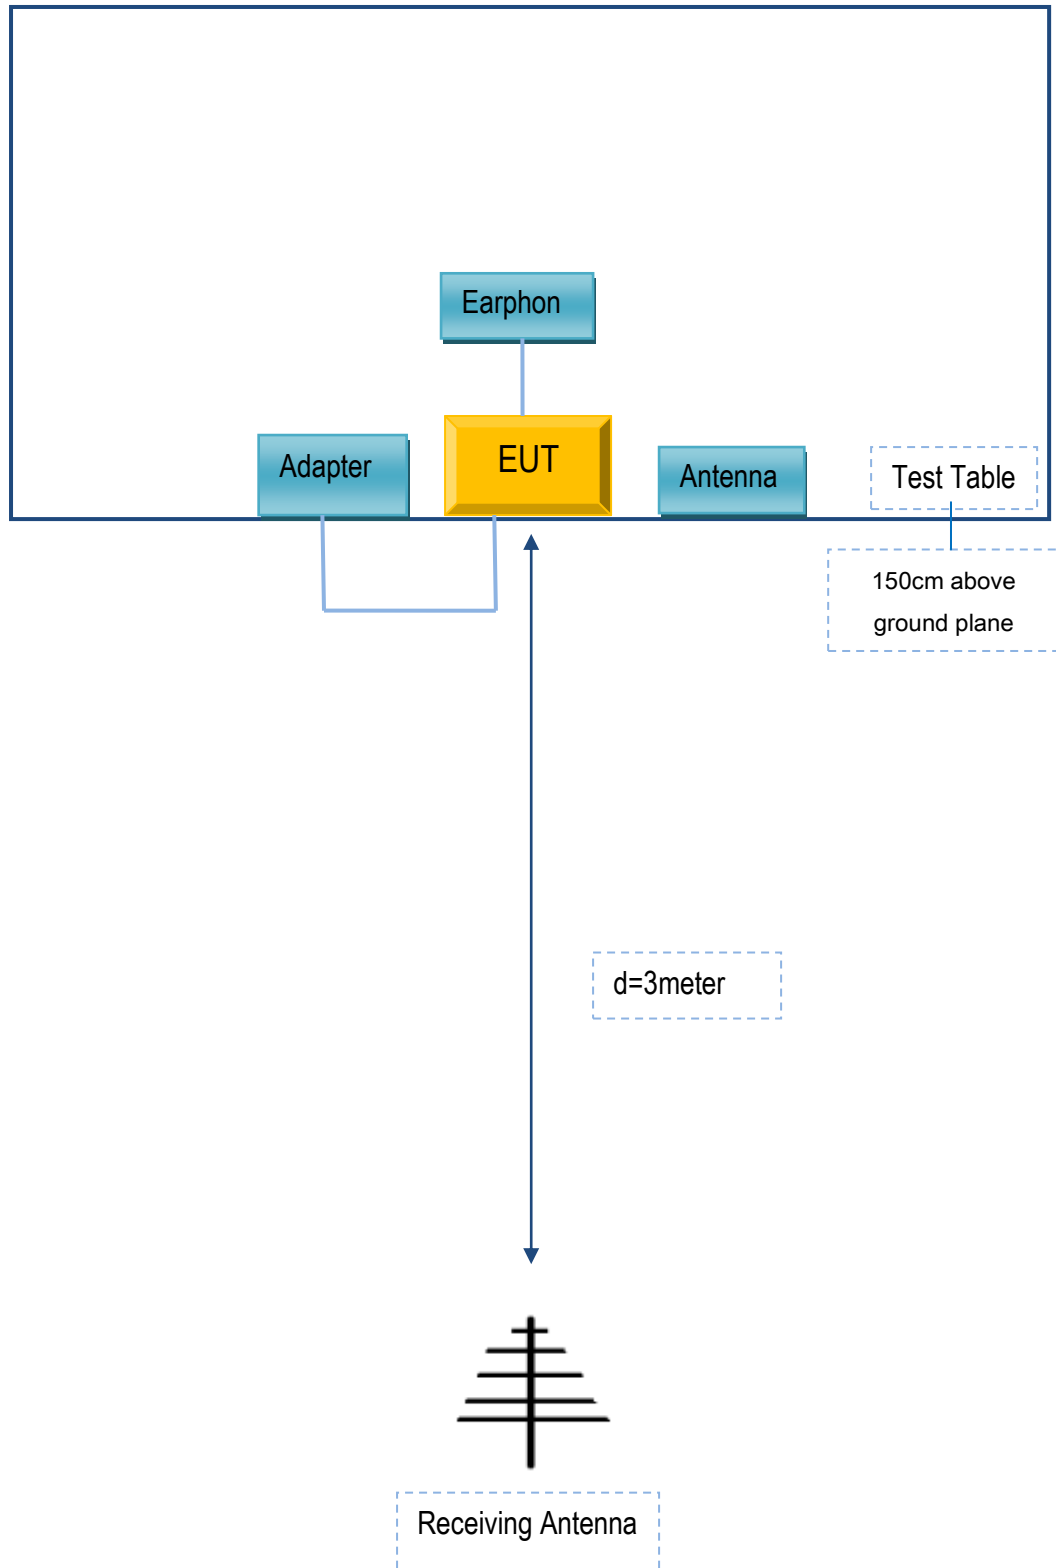 Earphon
Adapter
EUT
Antenna
Test Table
150cm above
ground plane
d=3meter
Receiving Antenna